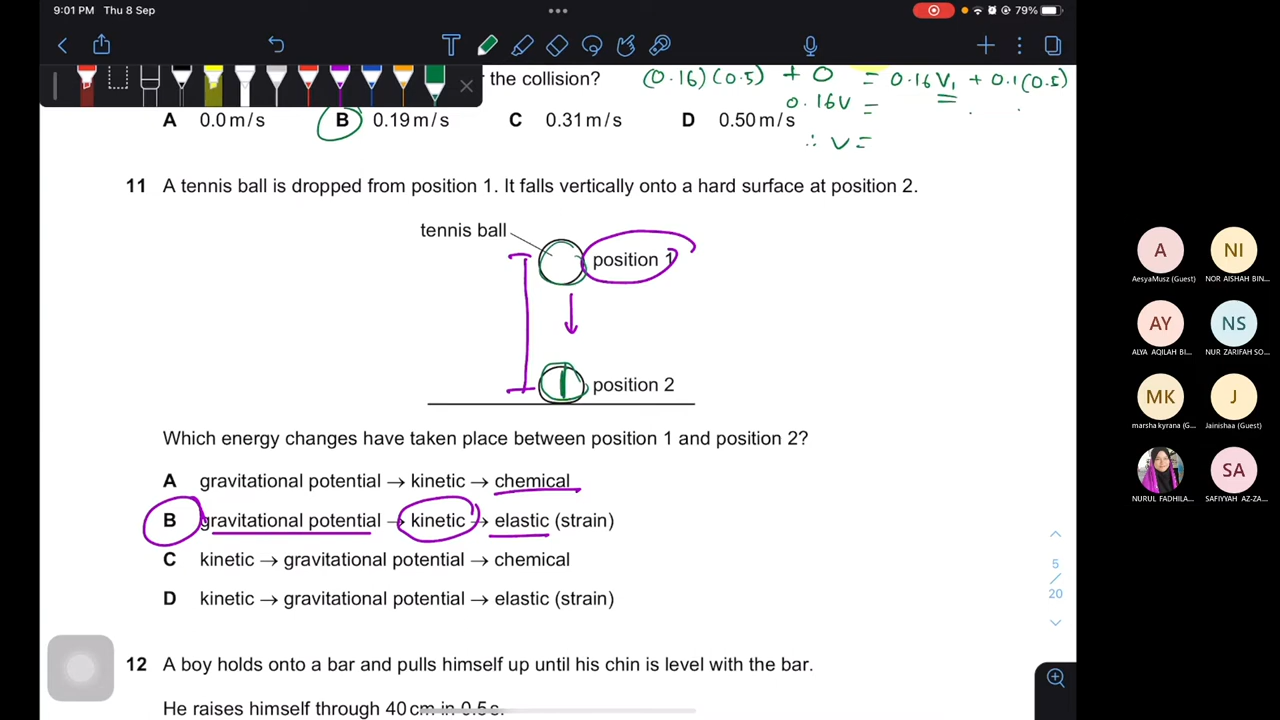 9:01 PM Thu 8 Sep
79%
r the collision?
(0.16)(0.5) + 0 = 0.16V₁ + 0.1(0.5)
0.16V =
∴ V =
A 0.0 m/s B 0.19 m/s C 0.31 m/s D 0.50 m/s
11 A tennis ball is dropped from position 1. It falls vertically onto a hard surface at position 2.
tennis ball
position 1
position 2
Which energy changes have taken place between position 1 and position 2?
A gravitational potential → kinetic → chemical
B gravitational potential → kinetic → elastic (strain)
C kinetic → gravitational potential → chemical
D kinetic → gravitational potential → elastic (strain)
5
/
20
12 A boy holds onto a bar and pulls himself up until his chin is level with the bar.
He raises himself through 40 cm in 0.5 s.
A NI
AesyaMusz (Guest) NOR AISHAH BIN...
AY NS
ALYA AQILAH BI... NUR ZARIFAH SO...
MK J
marsha kyrana (G... Jainishaa (Guest)
SA
NURUL FADHILA... SAFIYYAH AZ-ZA...